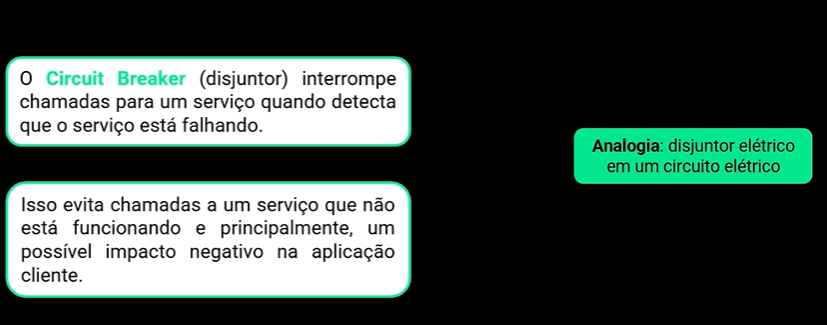 O Circuit Breaker (disjuntor) interrompe
chamadas para um serviço quando detecta
que o serviço está falhando.
Isso evita chamadas a um serviço que não
está funcionando e principalmente, um
possível impacto negativo na aplicação
cliente.
Analogia: disjuntor elétrico
em um circuito elétrico